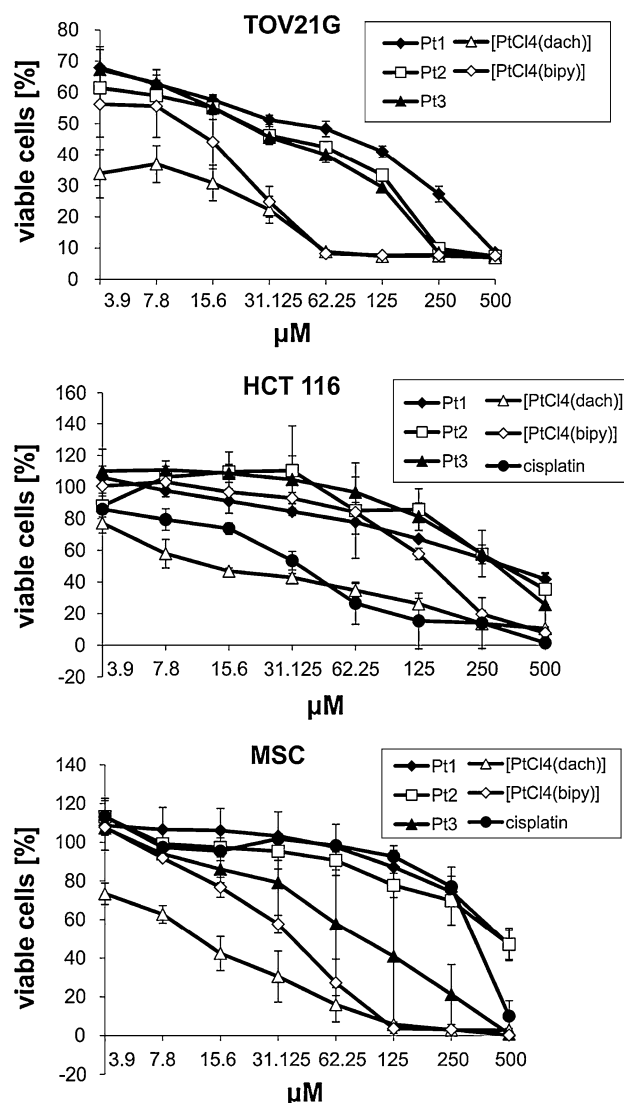 TOV21G
Pt1
[PtCl4(dach)]
Pt2
[PtCl4(bipy)]
Pt3
viable cells [%]
80
70
60
50
40
30
20
10
0
3.9 7.8 15.6 31.125 62.25 125 250 500
µM
HCT 116
Pt1
[PtCl4(dach)]
Pt2
[PtCl4(bipy)]
Pt3
cisplatin
viable cells [%]
160
140
120
100
80
60
40
20
0
-20
3.9 7.8 15.6 31.125 62.25 125 250 500
µM
MSC
Pt1
[PtCl4(dach)]
Pt2
[PtCl4(bipy)]
Pt3
cisplatin
viable cells [%]
140
120
100
80
60
40
20
0
-20
3.9 7.8 15.6 31.125 62.25 125 250 500
µM